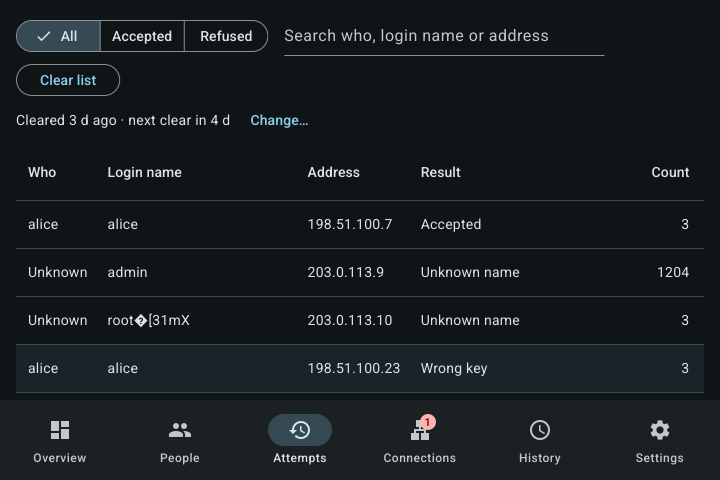 All Accepted Refused Search who, login name or address
Clear list
Cleared 3 d ago · next clear in 4 d Change…
Who Login name Address Result Count
alice alice 198.51.100.7 Accepted 3
Unknown admin 203.0.113.9 Unknown name 1204
Unknown root�[31mX 203.0.113.10 Unknown name 3
alice alice 198.51.100.23 Wrong key 3
1
Overview People Attempts Connections History Settings